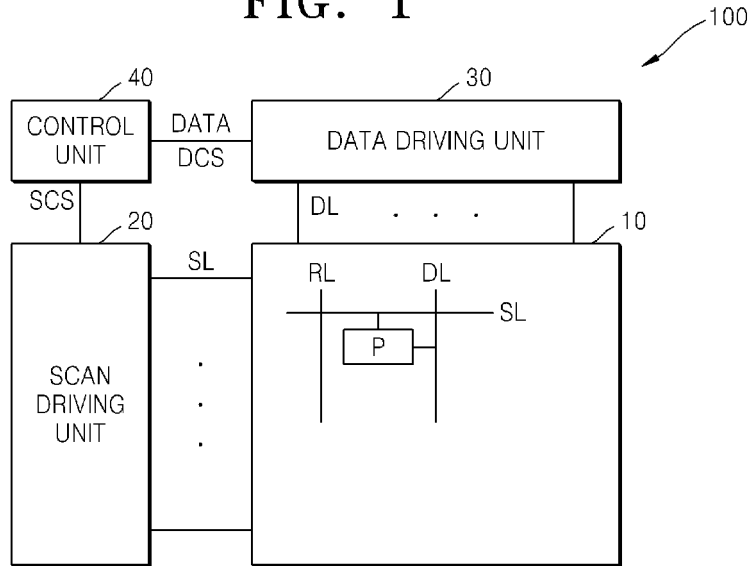 FIG. 1
100
40
30
CONTROL
UNIT
DATA
DCS
DATA DRIVING UNIT
SCS
20
DL . . .
10
SL
RL
DL
SL
P
SCAN
DRIVING
UNIT